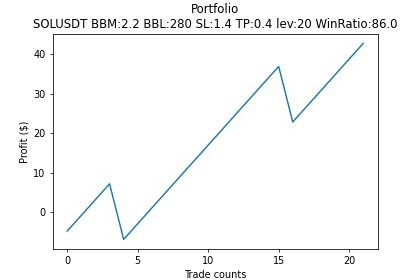 Portfolio
SOLUSDT BBM:2.2 BBL:280 SL:1.4 TP:0.4 lev:20 WinRatio:86.0
Profit ($)
40
30
20
10
0
0 5 10 15 20
Trade counts